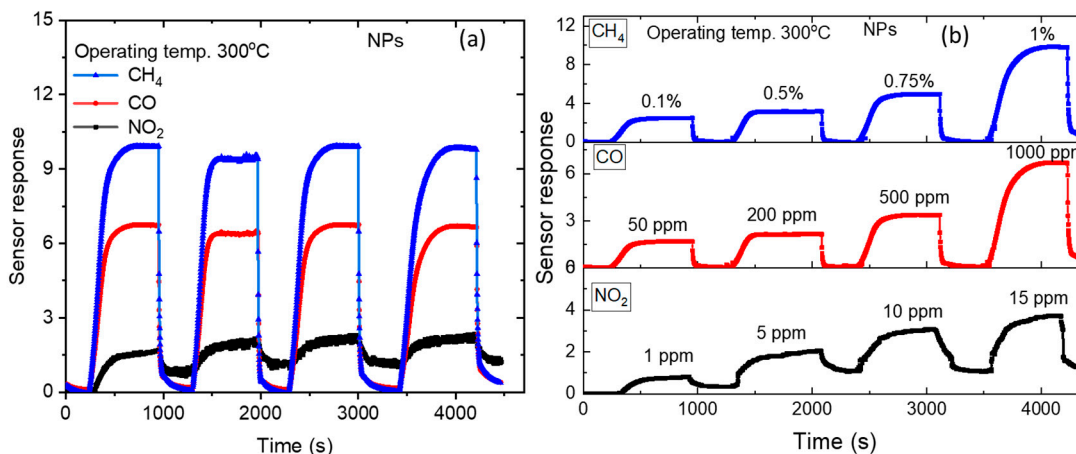 15
12
9
6
3
0
Sensor response
Operating temp. 300°C
NPs
(a)
CH4
CO
NO2
0
1000
2000
3000
4000
Time (s)
12
8
4
0
CH4
Operating temp. 300°C
NPs
(b)
0.1%
0.5%
0.75%
1%
6
3
0
CO
50 ppm
200 ppm
500 ppm
1000 ppm
Sensor response
4
2
0
NO2
1 ppm
5 ppm
10 ppm
15 ppm
0
1000
2000
3000
4000
Time (s)